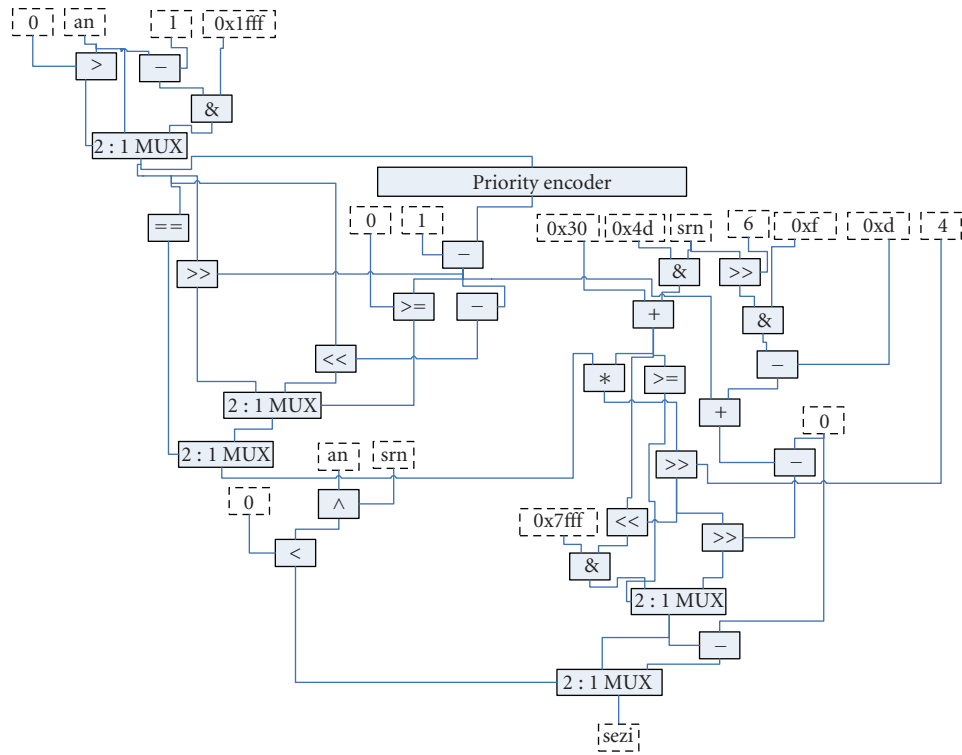 0 an 1 0x1fff
> −
&
2 : 1 MUX
Priority encoder
0 1 0x30 0x4d srn 6 0xf 0xd 4
==
−
>> & >>
>= − + &
<< −
* >=
2 : 1 MUX +
0
2 : 1 MUX an srn >> −
0 ^
0x7fff << >>
<
&
2 : 1 MUX
−
2 : 1 MUX
sezi